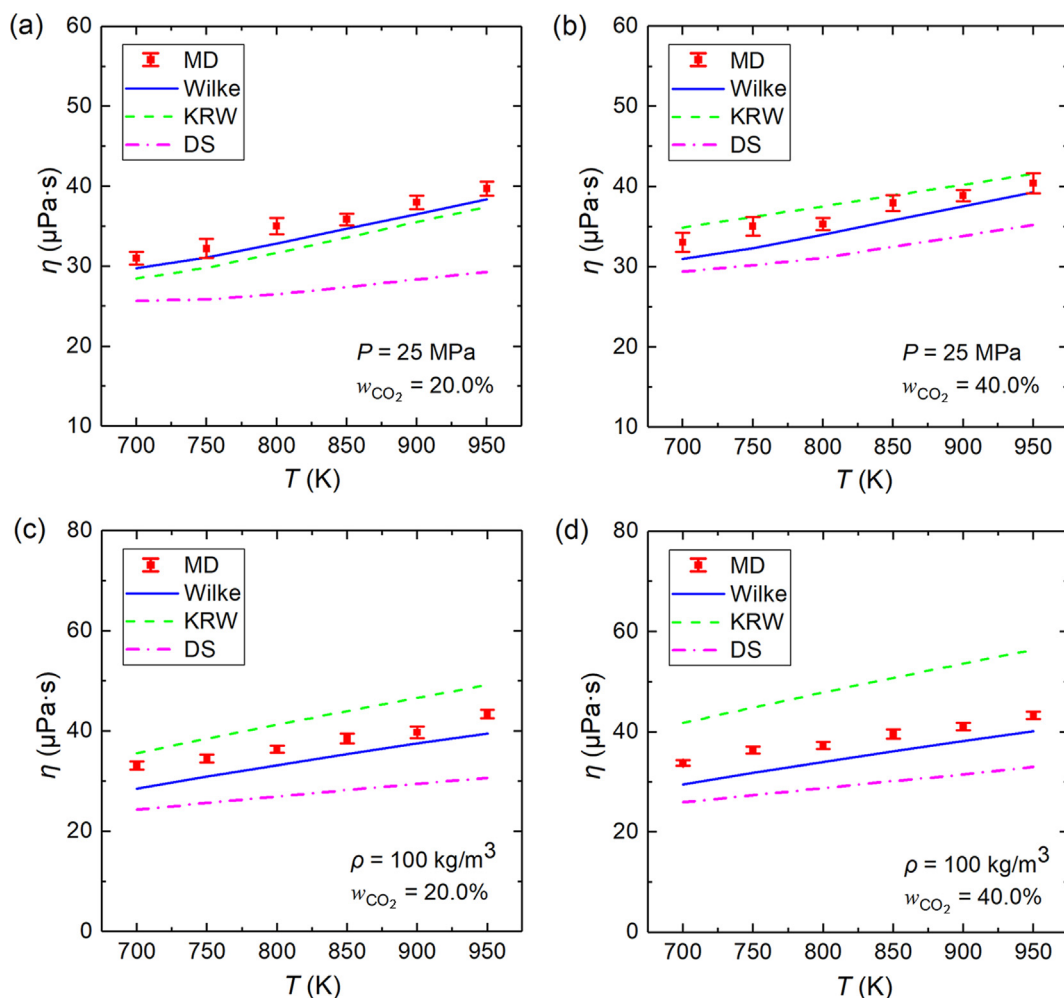 (a)
60
50
40
30
20
10
η (μPa·s)
MD
Wilke
KRW
DS
P = 25 MPa
wCO2 = 20.0%
700 750 800 850 900 950
T (K)
(b)
60
50
40
30
20
10
η (μPa·s)
MD
Wilke
KRW
DS
P = 25 MPa
wCO2 = 40.0%
700 750 800 850 900 950
T (K)
(c)
80
60
40
20
0
η (μPa·s)
MD
Wilke
KRW
DS
ρ = 100 kg/m3
wCO2 = 20.0%
700 750 800 850 900 950
T (K)
(d)
80
60
40
20
0
η (μPa·s)
MD
Wilke
KRW
DS
ρ = 100 kg/m3
wCO2 = 40.0%
700 750 800 850 900 950
T (K)